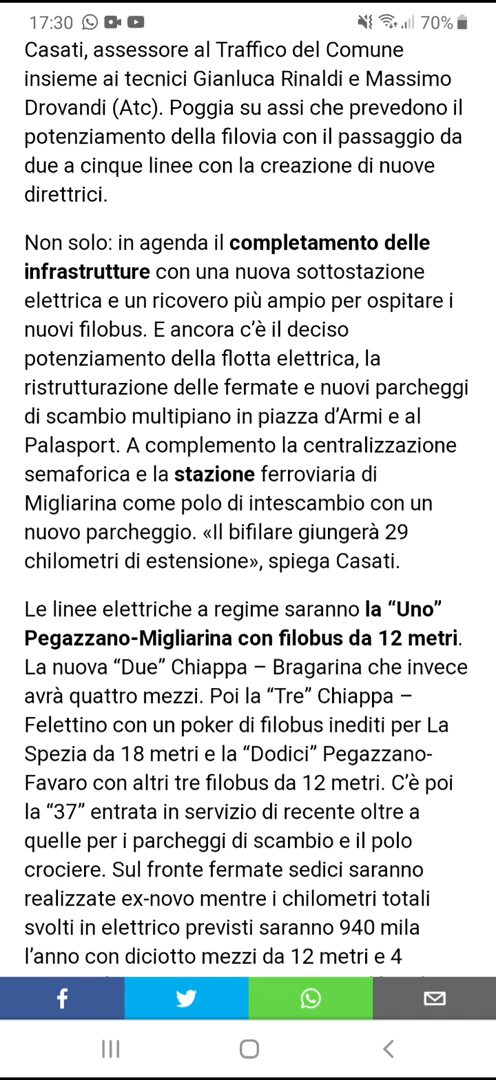 17:30 70%
Casati, assessore al Traffico del Comune
insieme ai tecnici Gianluca Rinaldi e Massimo
Drovandi (Atc). Poggia su assi che prevedono il
potenziamento della filovia con il passaggio da
due a cinque linee con la creazione di nuove
direttrici.
Non solo: in agenda il completamento delle
infrastrutture con una nuova sottostazione
elettrica e un ricovero più ampio per ospitare i
nuovi filobus. E ancora c’è il deciso
potenziamento della flotta elettrica, la
ristrutturazione delle fermate e nuovi parcheggi
di scambio multipiano in piazza d’Armi e al
Palasport. A complemento la centralizzazione
semaforica e la stazione ferroviaria di
Migliarina come polo di intescambio con un
nuovo parcheggio. «Il bifilare giungerà 29
chilometri di estensione», spiega Casati.
Le linee elettriche a regime saranno la “Uno”
Pegazzano-Migliarina con filobus da 12 metri.
La nuova “Due” Chiappa – Bragarina che invece
avrà quattro mezzi. Poi la “Tre” Chiappa –
Felettino con un poker di filobus inediti per La
Spezia da 18 metri e la “Dodici” Pegazzano-
Favaro con altri tre filobus da 12 metri. C’è poi
la “37” entrata in servizio di recente oltre a
quelle per i parcheggi di scambio e il polo
crociere. Sul fronte fermate sedici saranno
realizzate ex-novo mentre i chilometri totali
svolti in elettrico previsti saranno 940 mila
l’anno con diciotto mezzi da 12 metri e 4